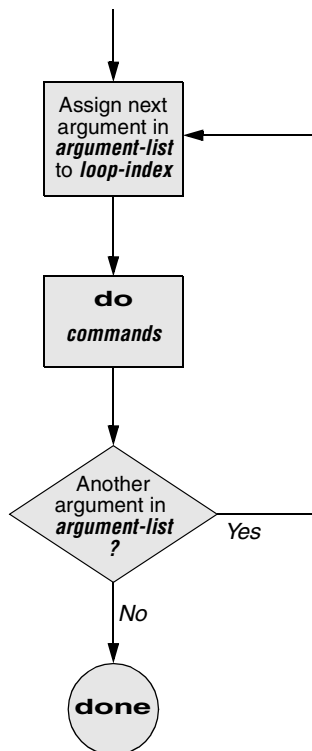 Assign next
argument in
argument-list
to loop-index
do
commands
Another
argument in
argument-list
?
Yes
No
done